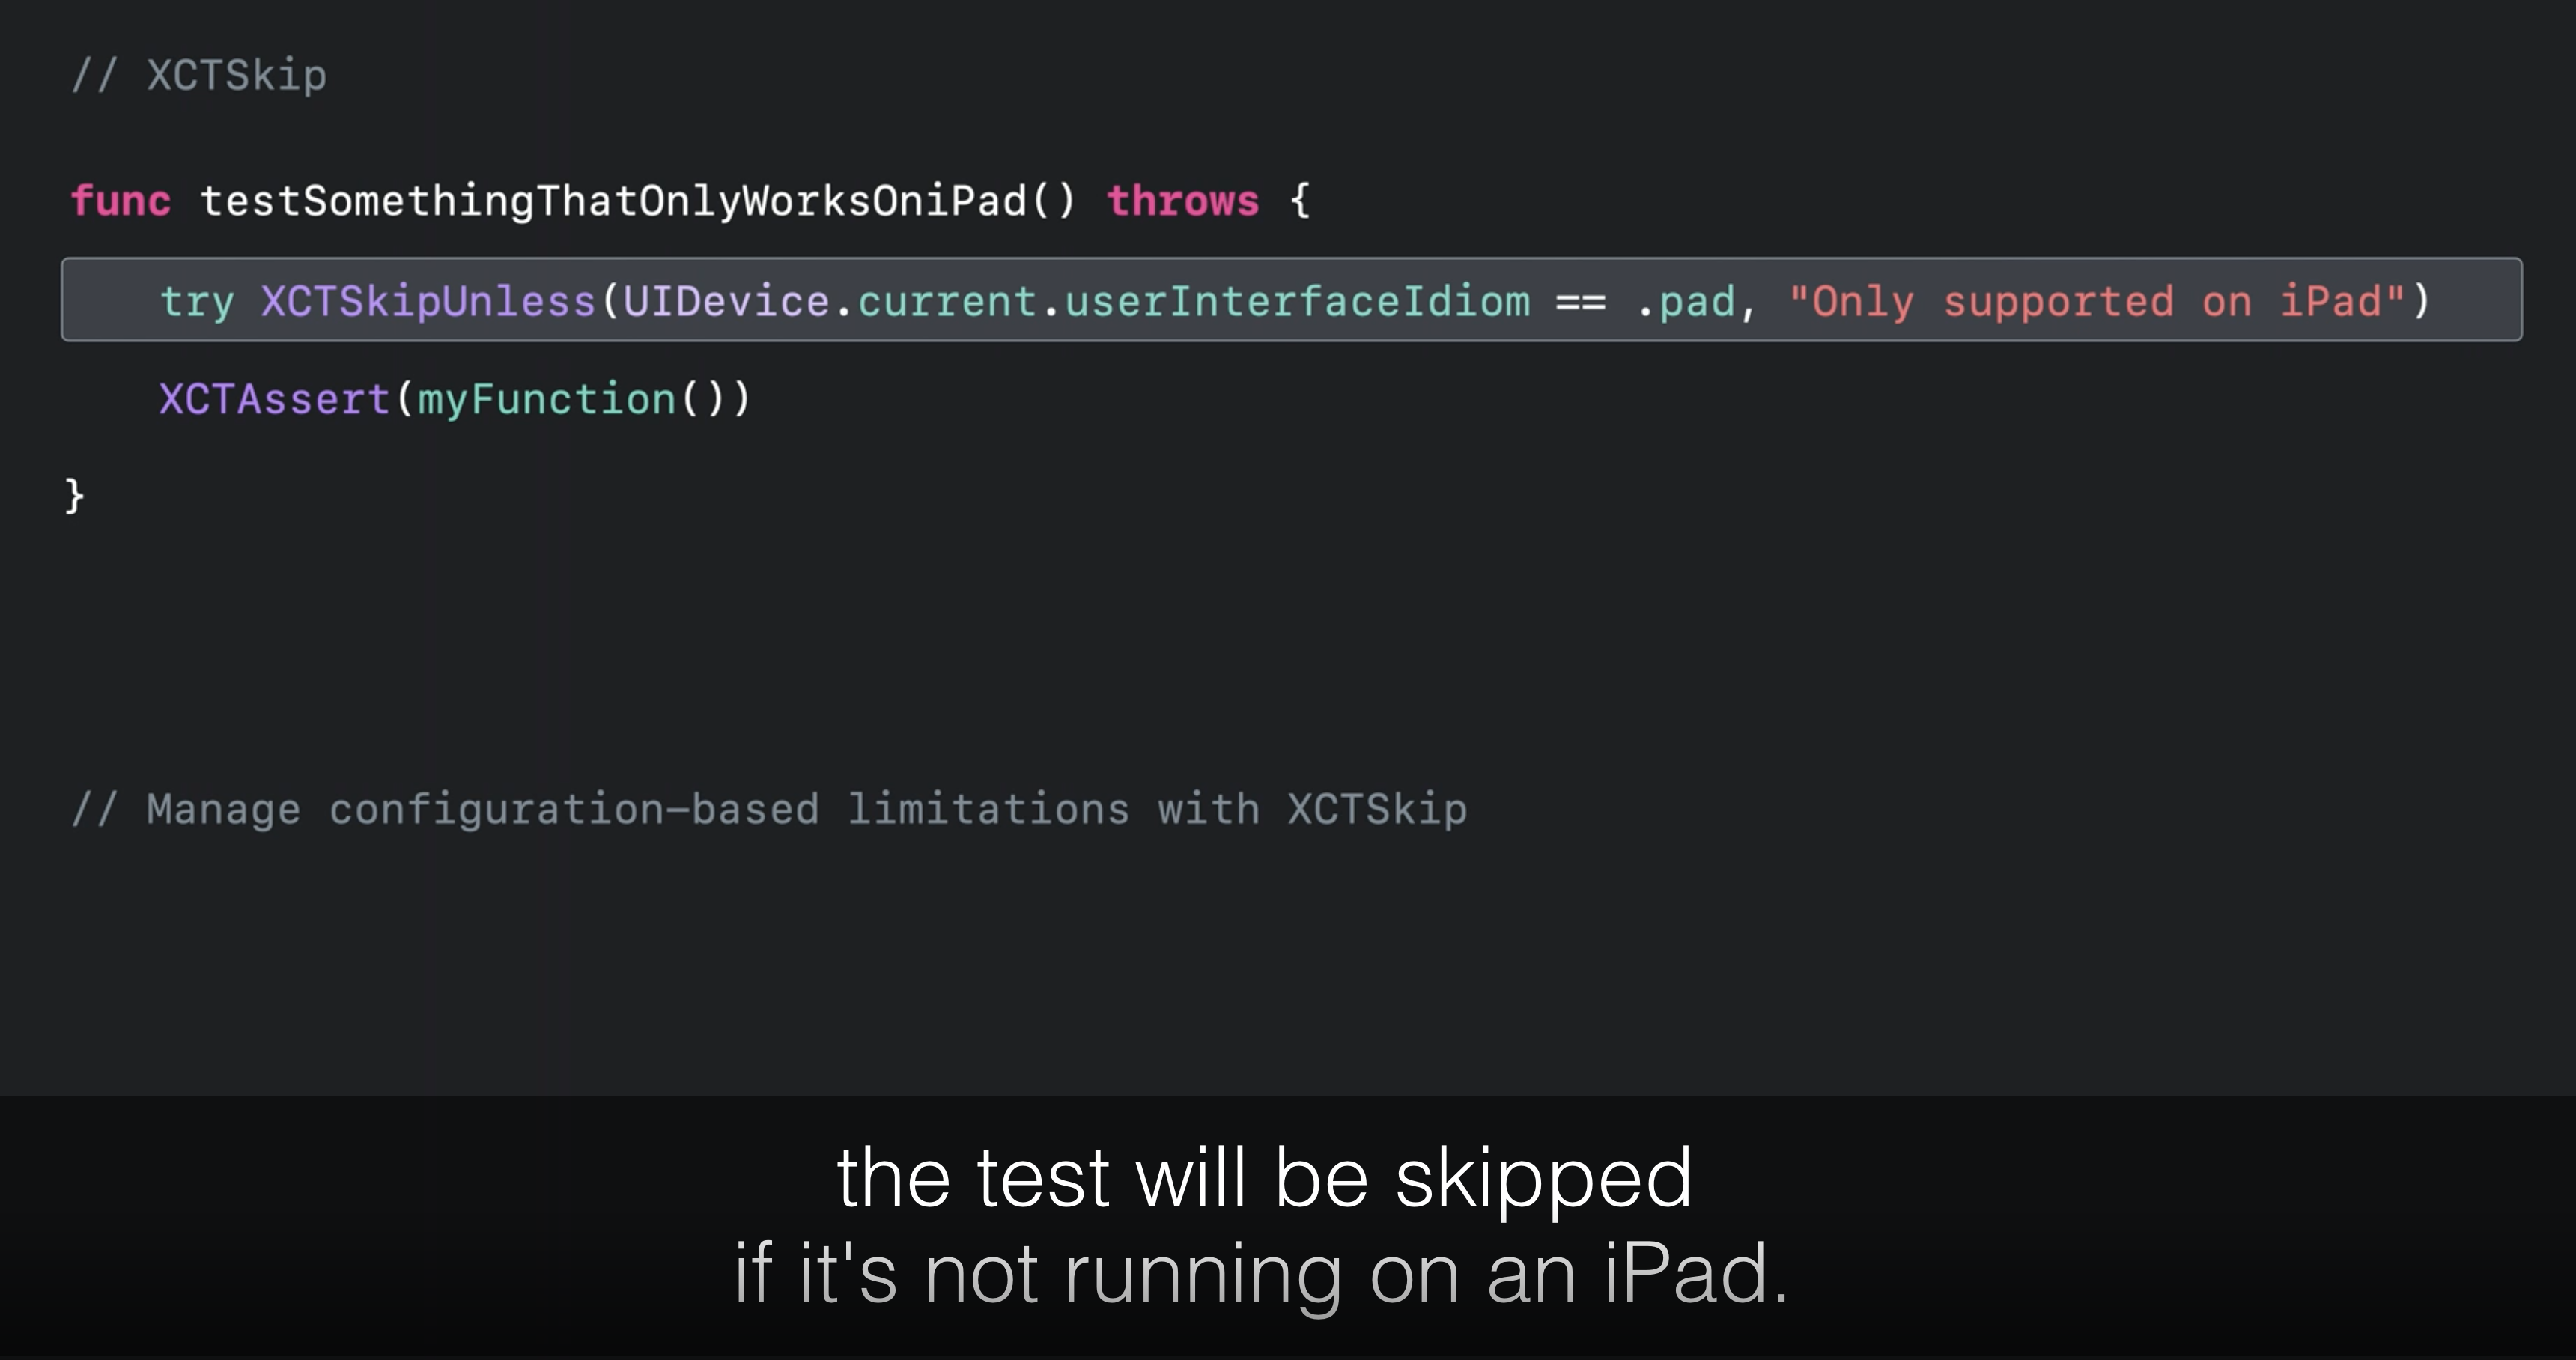 // XCTSkip
func testSomethingThatOnlyWorksOniPad() throws {
try XCTSkipUnless(UIDevice.current.userInterfaceIdiom == .pad, "Only supported on iPad")
XCTAssert(myFunction())
}
// Manage configuration-based limitations with XCTSkip
the test will be skipped
if it's not running on an iPad.